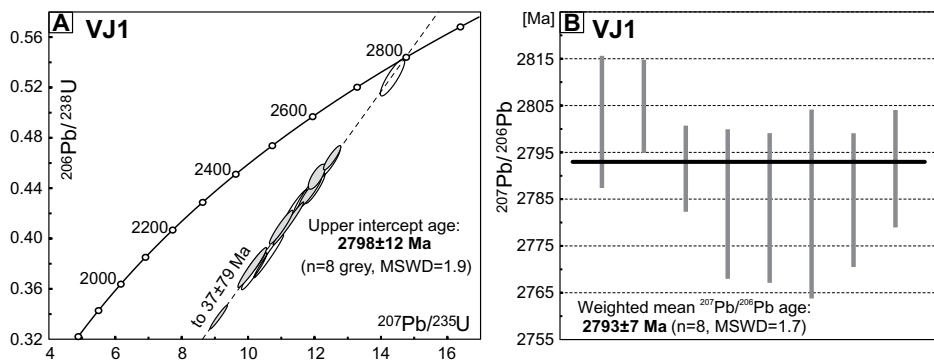 A VJ1
0.56
0.52
0.48
0.44
0.40
0.36
0.32
206Pb/238U
2000
2200
2400
2600
2800
to 37±79 Ma
Upper intercept age:
2798±12 Ma
(n=8 grey, MSWD=1.9)
207Pb/235U
4 6 8 10 12 14 16
[Ma] B VJ1
2815
2805
2795
2785
2775
2765
2755
207Pb/206Pb
Weighted mean 207Pb/206Pb age:
2793±7 Ma (n=8, MSWD=1.7)